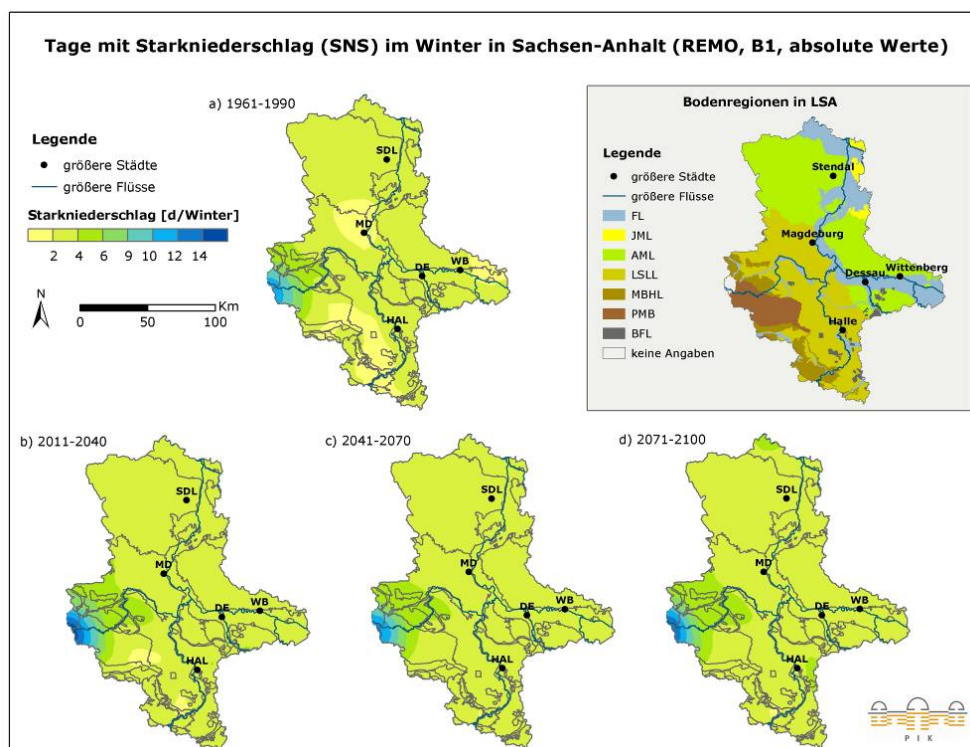 Tage mit Starkniederschlag (SNS) im Winter in Sachsen-Anhalt (REMO, B1, absolute Werte)
a) 1961-1990
Legende
größere Städte
größere Flüsse
Starkniederschlag [d/Winter]
2 4 6 8 9 10 12 14
N
Km
0 50 100
SDL
MD
DE
WB
HAL
Bodenregionen in LSA
Legende
größere Städte
größere Flüsse
FL
JML
AML
LSLL
MBHL
PMB
BFL
keine Angaben
Stendal
Magdeburg
Dessau
Wittenberg
Halle
b) 2011-2040
SDL
MD
DE
WB
HAL
c) 2041-2070
SDL
MD
DE
WB
HAL
d) 2071-2100
SDL
MD
DE
WB
HAL
P I K